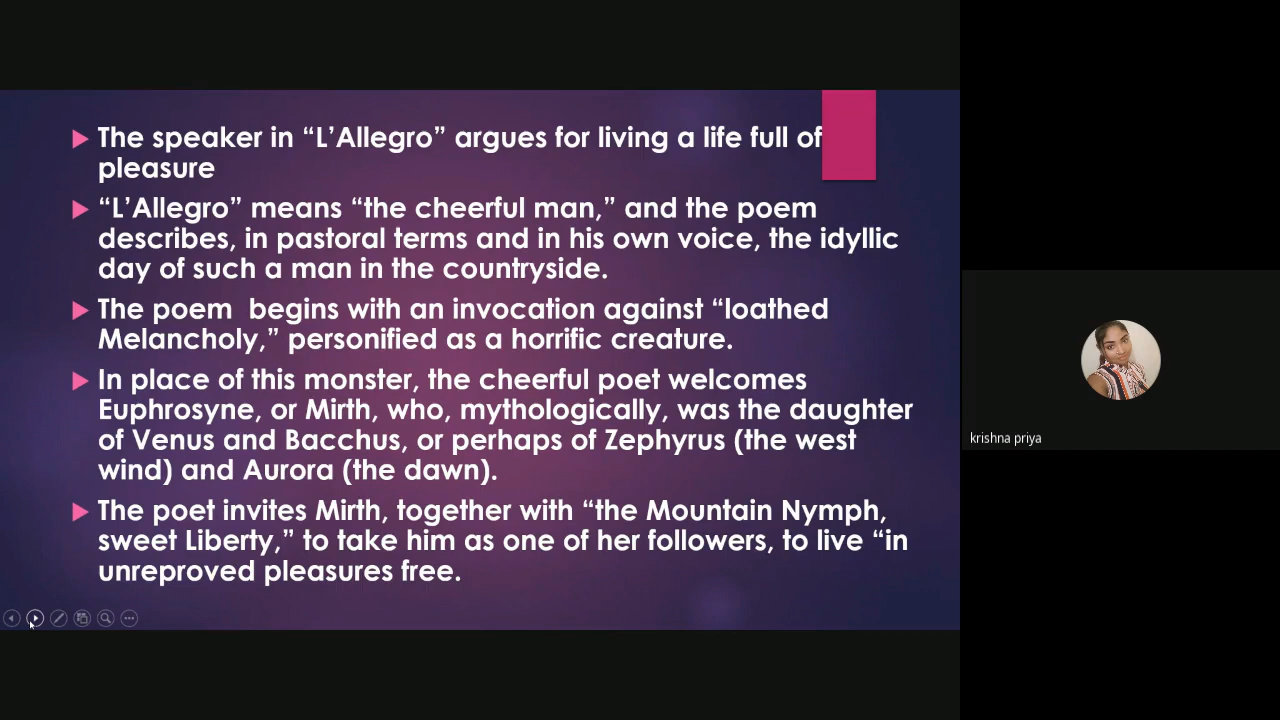 The speaker in “L’Allegro” argues for living a life full of
pleasure
“L’Allegro” means “the cheerful man,” and the poem
describes, in pastoral terms and in his own voice, the idyllic
day of such a man in the countryside.
The poem  begins with an invocation against “loathed
Melancholy,” personified as a horrific creature.
In place of this monster, the cheerful poet welcomes
Euphrosyne, or Mirth, who, mythologically, was the daughter
of Venus and Bacchus, or perhaps of Zephyrus (the west
wind) and Aurora (the dawn).
The poet invites Mirth, together with “the Mountain Nymph,
sweet Liberty,” to take him as one of her followers, to live “in
unreproved pleasures free.
krishna priya